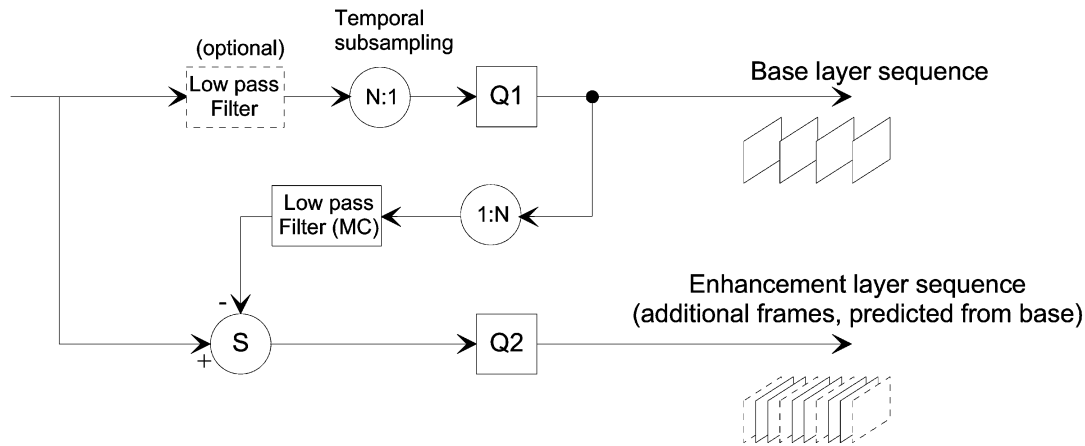 Temporal
subsampling
(optional)
Low pass
Filter
N:1
Q1
Base layer sequence
Low pass
Filter (MC)
1:N
Enhancement layer sequence
(additional frames, predicted from base)
-
S
+
Q2